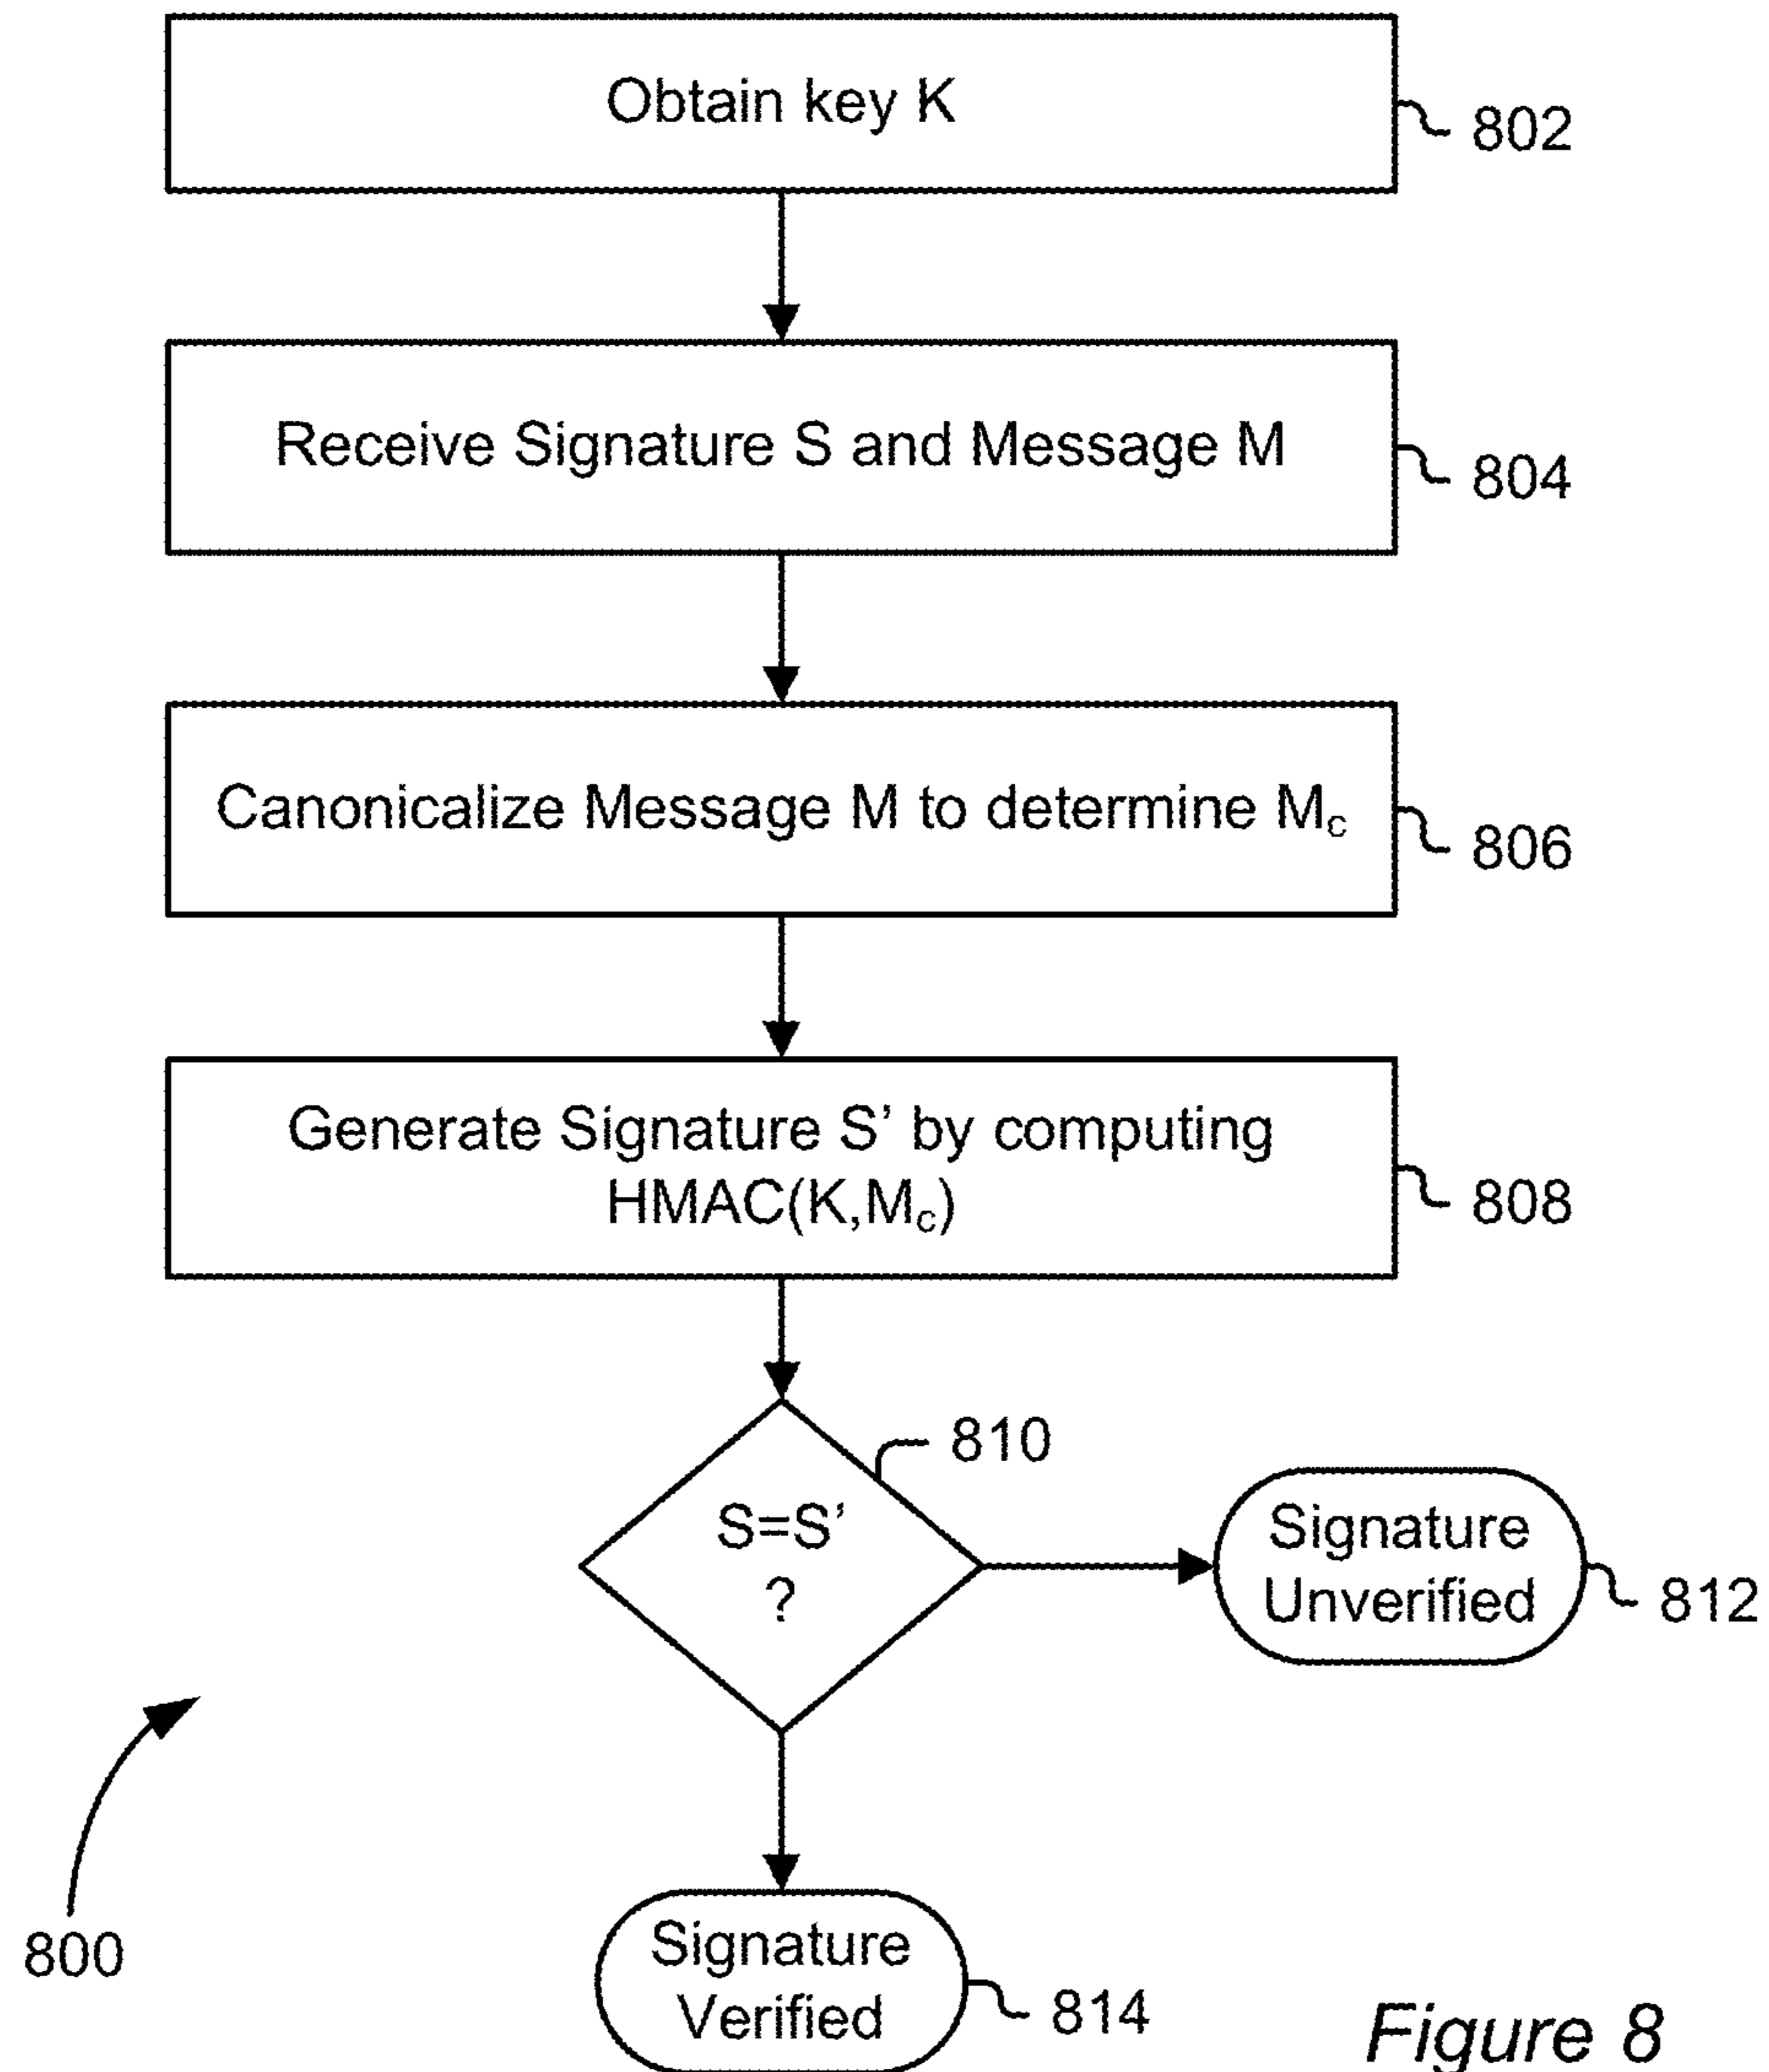 Obtain key K
802
Receive Signature S and Message M
804
Canonicalize Message M to determine Mc
806
Generate Signature S’ by computing
HMAC(K,Mc)
808
810
S=S’
?
Signature
Unverified
812
800
Signature
Verified
814
Figure 8